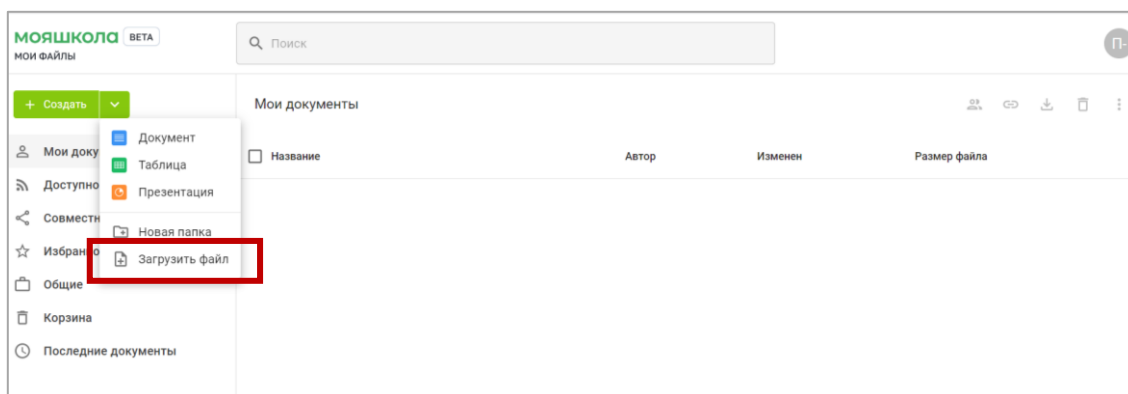 МОЯШКОЛА BETA
МОИ ФАЙЛЫ
Поиск
П-
+ Создать
Мои документы
Документ
Таблица
Презентация
Новая папка
Загрузить файл
Мои доку
Доступно
Совместн
Избранно
Общие
Корзина
Последние документы
Название Автор Изменен Размер файла